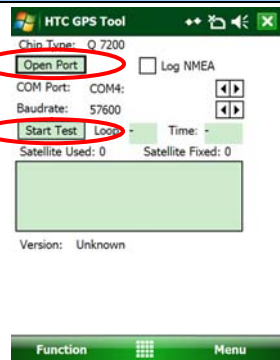 HTC GPS Tool
Chip Type: Q 7200
Open Port Log NMEA
COM Port: COM4:
Baudrate: 57600
Start Test Loop: - Time: -
Satellite Used: 0 Satellite Fixed: 0
Version: Unknown
Function Menu